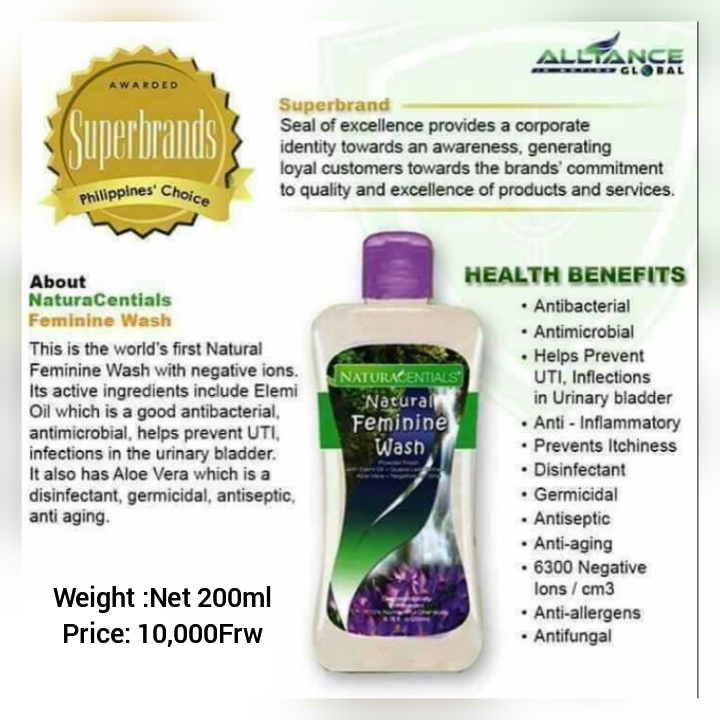 AWARDED
Superbrands
Philippines' Choice
ALLIANCE
IN MOTION GLOBAL
Superbrand
Seal of excellence provides a corporate
identity towards an awareness, generating
loyal customers towards the brands' commitment
to quality and excellence of products and services.
About
NaturaCentials
Feminine Wash
This is the world's first Natural
Feminine Wash with negative ions.
Its active ingredients include Elemi
Oil which is a good antibacterial,
antimicrobial, helps prevent UTI,
infections in the urinary bladder.
It also has Aloe Vera which is a
disinfectant, germicidal, antiseptic,
anti aging.
Weight :Net 200ml
Price: 10,000Frw
NATURACENTIALS
Natural
Feminine
Wash
HEALTH BENEFITS
• Antibacterial
• Antimicrobial
• Helps Prevent
UTI, Inflections
in Urinary bladder
• Anti - Inflammatory
• Prevents Itchiness
• Disinfectant
• Germicidal
• Antiseptic
• Anti-aging
• 6300 Negative
Ions / cm3
• Anti-allergens
• Antifungal